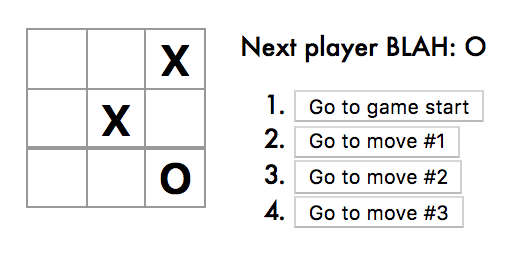 X
X
O
Next player BLAH: O
1. Go to game start
2. Go to move #1
3. Go to move #2
4. Go to move #3